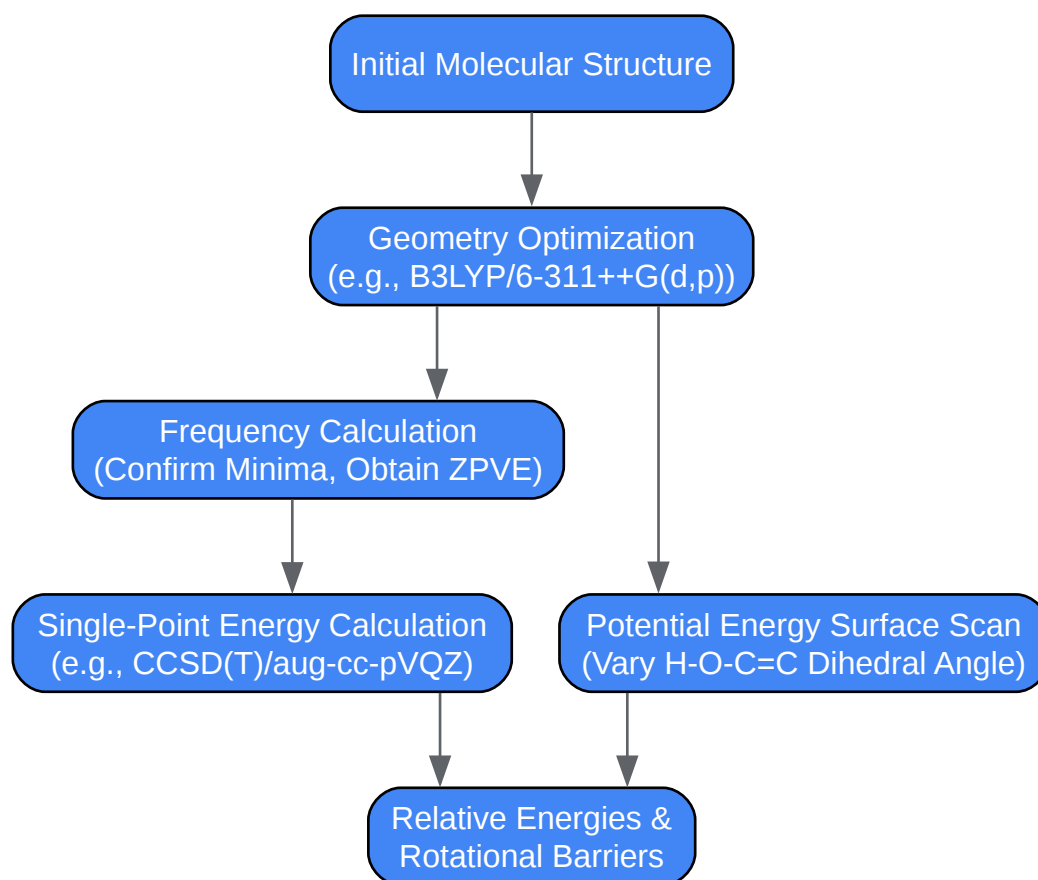 Initial Molecular Structure
Geometry Optimization
(e.g., B3LYP/6-311++G(d,p))
Frequency Calculation
(Confirm Minima, Obtain ZPVE)
Single-Point Energy Calculation
(e.g., CCSD(T)/aug-cc-pVQZ)
Potential Energy Surface Scan
(Vary H-O-C=C Dihedral Angle)
Relative Energies &
Rotational Barriers